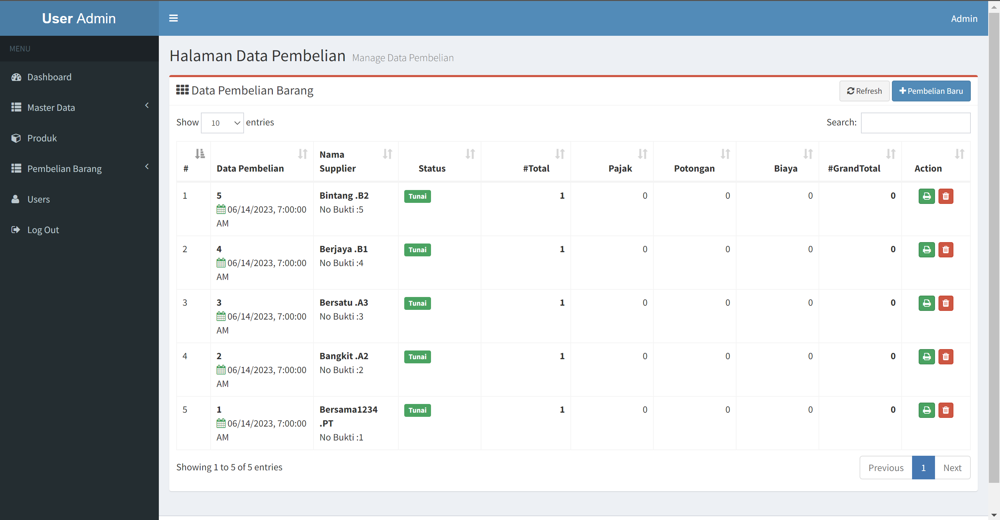 User Admin
Admin
MENU
Dashboard
Master Data
Produk
Pembelian Barang
Users
Log Out
Halaman Data Pembelian Manage Data Pembelian
Data Pembelian Barang
Refresh
Pembelian Baru
Show 10 entries
Search:
# Data Pembelian Nama Supplier Status #Total Pajak Potongan Biaya #GrandTotal Action
1 5 Bintang .B2 Tunai 1 0 0 0 0
06/14/2023, 7:00:00 No Bukti :5
AM
2 4 Berjaya .B1 Tunai 1 0 0 0 0
06/14/2023, 7:00:00 No Bukti :4
AM
3 3 Bersatu .A3 Tunai 1 0 0 0 0
06/14/2023, 7:00:00 No Bukti :3
AM
4 2 Bangkit .A2 Tunai 1 0 0 0 0
06/14/2023, 7:00:00 No Bukti :2
AM
5 1 Bersama1234 Tunai 1 0 0 0 0
06/14/2023, 7:00:00 .PT
AM No Bukti :1
Showing 1 to 5 of 5 entries
Previous 1 Next